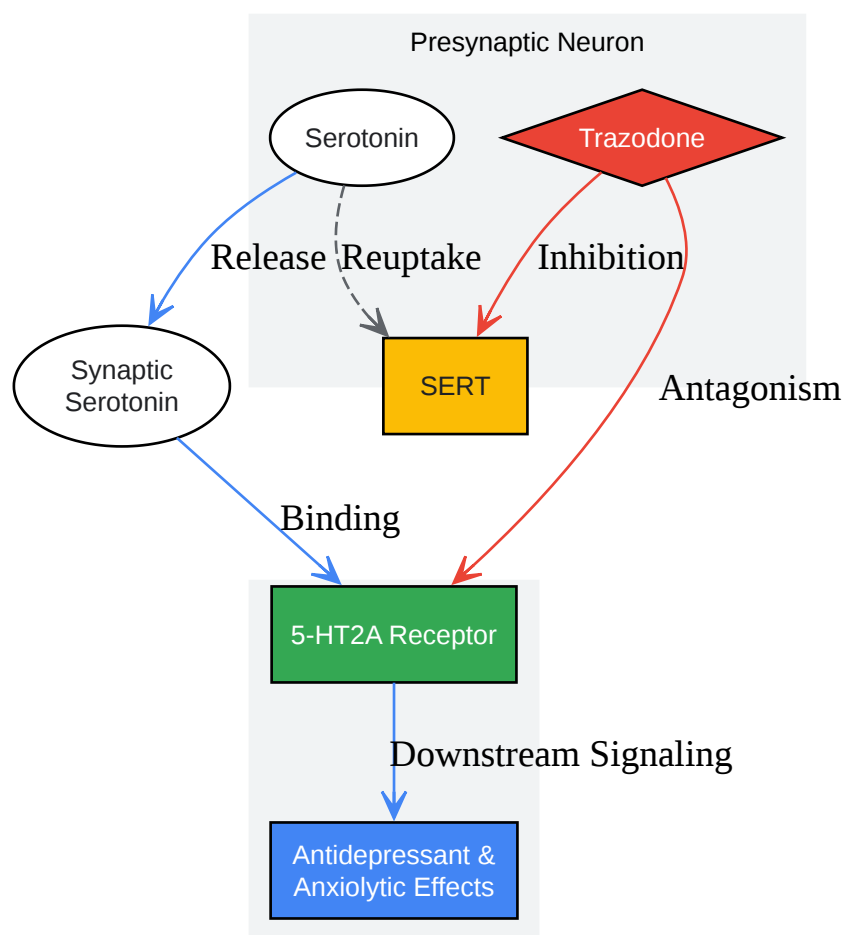 Presynaptic Neuron
Serotonin
Trazodone
Release
Reuptake
Inhibition
Synaptic
Serotonin
SERT
Antagonism
Binding
5-HT2A Receptor
Downstream Signaling
Antidepressant &
Anxiolytic Effects